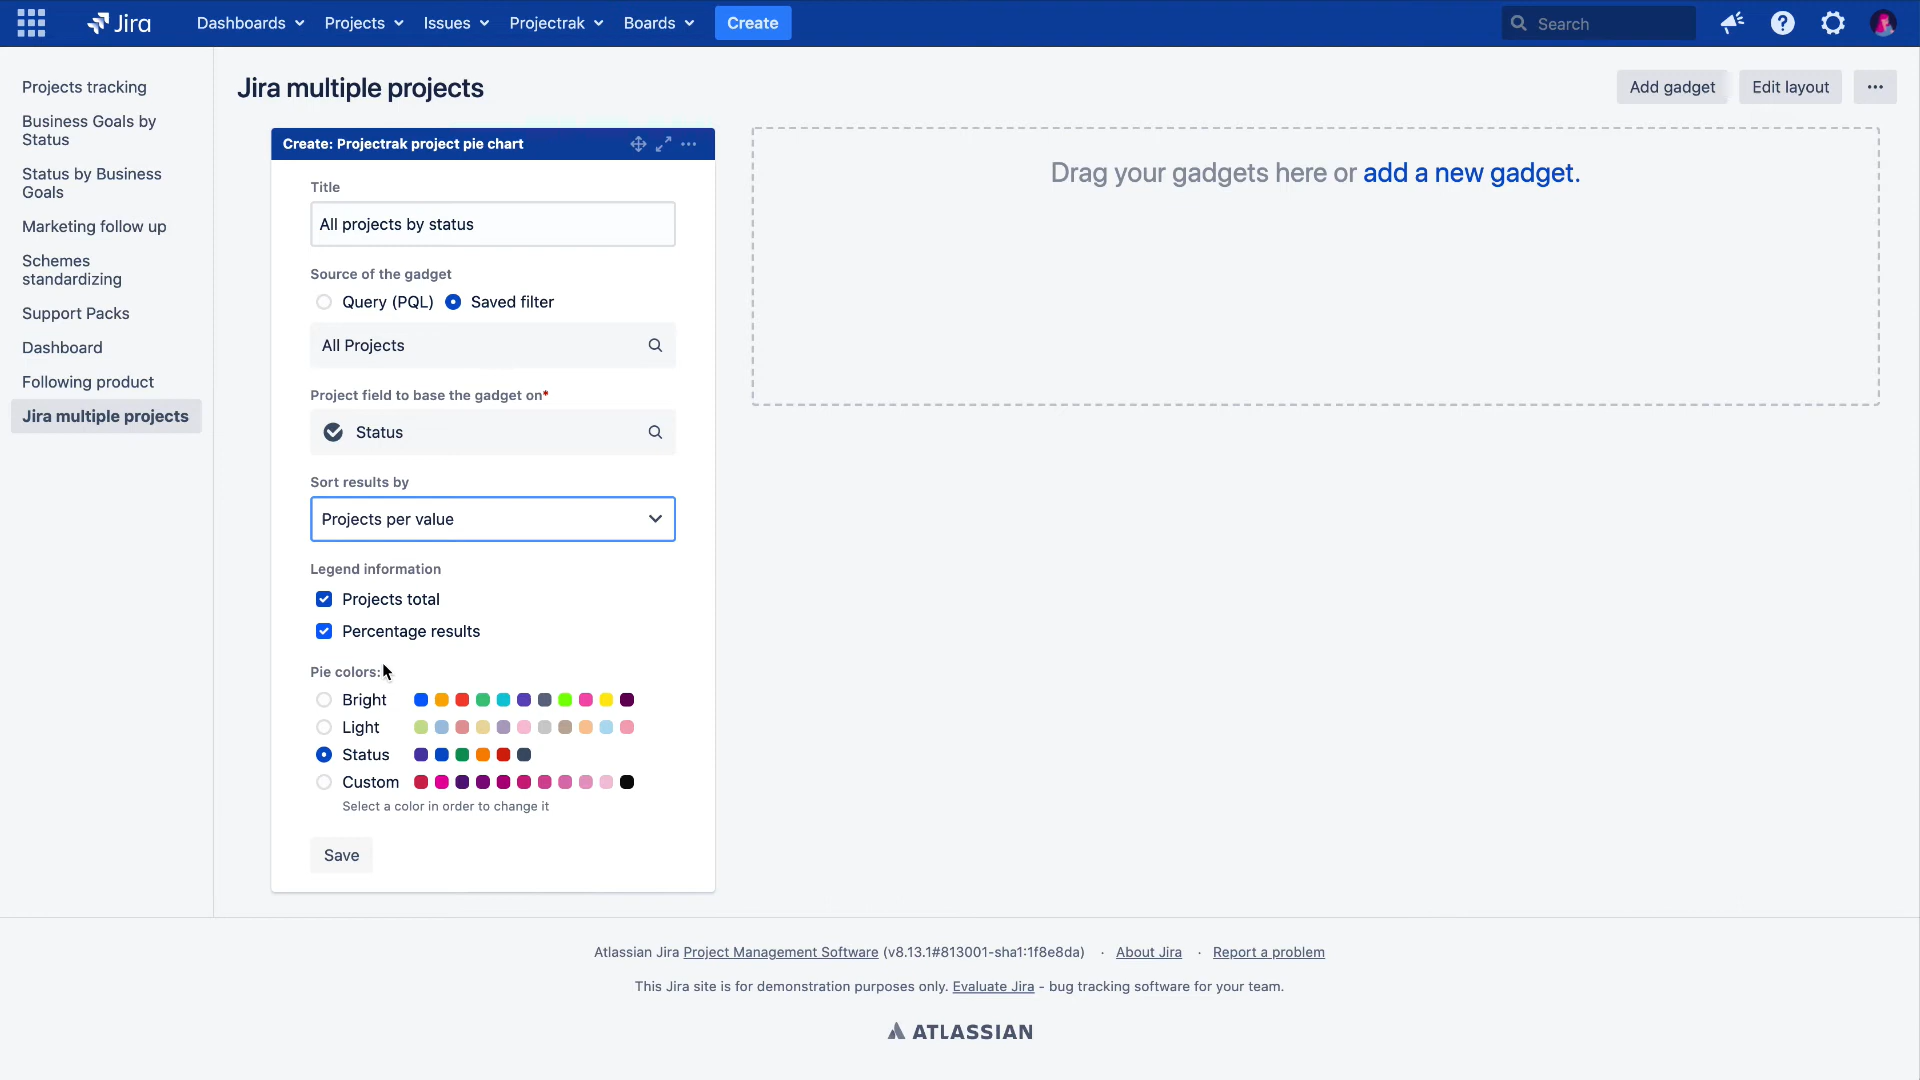 Jira
Dashboards
Projects
Issues
Projectrak
Boards
Create
Search
Projects tracking
Business Goals by
Status
Status by Business
Goals
Marketing follow up
Schemes
standardizing
Support Packs
Dashboard
Following product
Jira multiple projects
Jira multiple projects
Add gadget
Edit layout
Create: Projectrak project pie chart
Title
All projects by status
Source of the gadget
Query (PQL)
Saved filter
All Projects
Project field to base the gadget on*
Status
Sort results by
Projects per value
Legend information
Projects total
Percentage results
Pie colors:
Bright
Light
Status
Custom
Select a color in order to change it
Save
Drag your gadgets here or add a new gadget.
Atlassian Jira Project Management Software (v8.13.1#813001-sha1:1f8e8da) · About Jira · Report a problem
This Jira site is for demonstration purposes only. Evaluate Jira - bug tracking software for your team.
ATLASSIAN